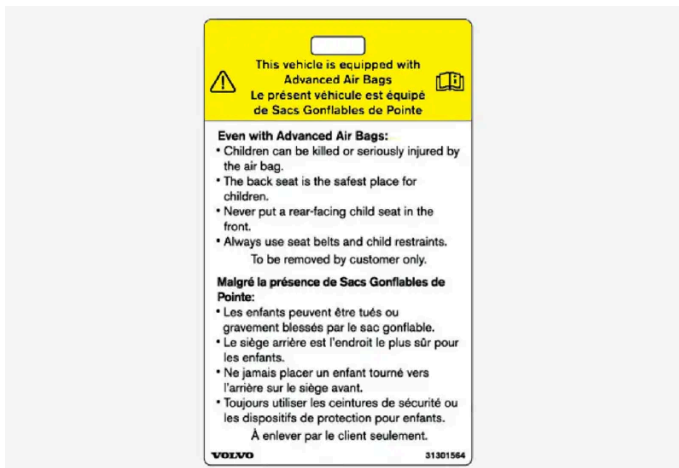 This vehicle is equipped with
Advanced Air Bags
Le présent véhicule est équipé
de Sacs Gonflables de Pointe
Even with Advanced Air Bags:
• Children can be killed or seriously injured by
the air bag.
• The back seat is the safest place for
children.
• Never put a rear-facing child seat in the
front.
• Always use seat belts and child restraints.
To be removed by customer only.
Malgré la présence de Sacs Gonflables de
Pointe:
• Les enfants peuvent être tués ou
gravement blessés par le sac gonflable.
• Le siège arrière est l'endroit le plus sûr pour
les enfants.
• Ne jamais placer un enfant tourné vers
l'arrière sur le siège avant.
• Toujours utiliser les ceintures de sécurité ou
les dispositifs de protection pour enfants.
À enlever par le client seulement.
VOLVO 31301564